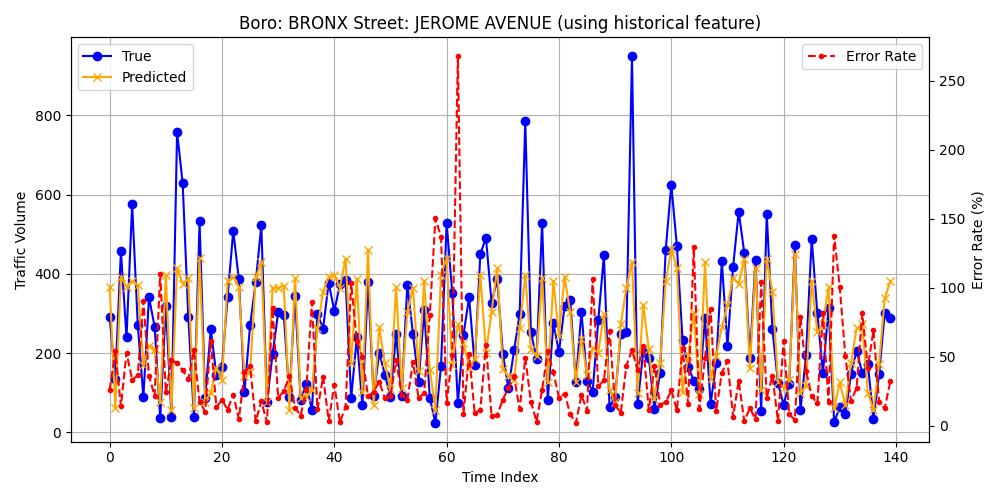 Boro: BRONX Street: JEROME AVENUE (using historical feature)
True
Predicted
Error Rate
Traffic Volume
800
600
400
200
0
250
200
150
100
50
0
Error Rate (%)
0 20 40 60 80 100 120 140
Time Index